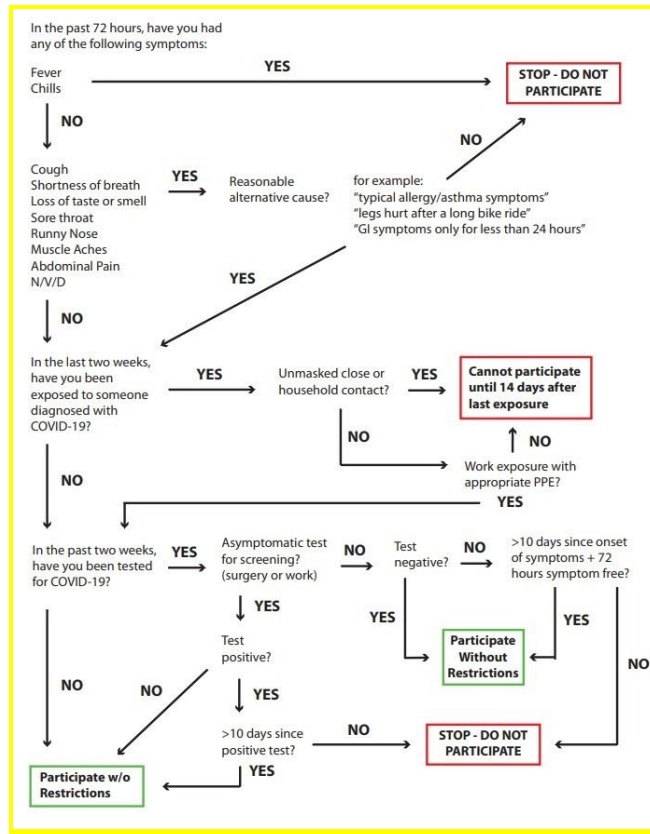 In the past 72 hours, have you had
any of the following symptoms:
Fever
Chills
YES
STOP - DO NOT
PARTICIPATE
NO
NO
Cough
Shortness of breath
Loss of taste or smell
Sore throat
Runny Nose
Muscle Aches
Abdominal Pain
N/V/D
YES
Reasonable
alternative cause?
for example:
“typical allergy/asthma symptoms”
“legs hurt after a long bike ride”
“GI symptoms only for less than 24 hours”
YES
NO
In the last two weeks,
have you been
exposed to someone
diagnosed with
COVID-19?
YES
Unmasked close or
household contact?
YES
Cannot participate
until 14 days after
last exposure
NO
NO
Work exposure with
appropriate PPE?
NO
YES
In the past two weeks,
have you been tested
for COVID-19?
YES
Asymptomatic test
for screening?
(surgery or work)
NO
Test
negative?
NO
>10 days since onset
of symptoms + 72
hours symptom free?
YES
YES
YES
Participate
Without
Restrictions
NO
Test
positive?
NO
NO
YES
>10 days since
positive test?
NO
STOP - DO NOT
PARTICIPATE
YES
Participate w/o
Restrictions